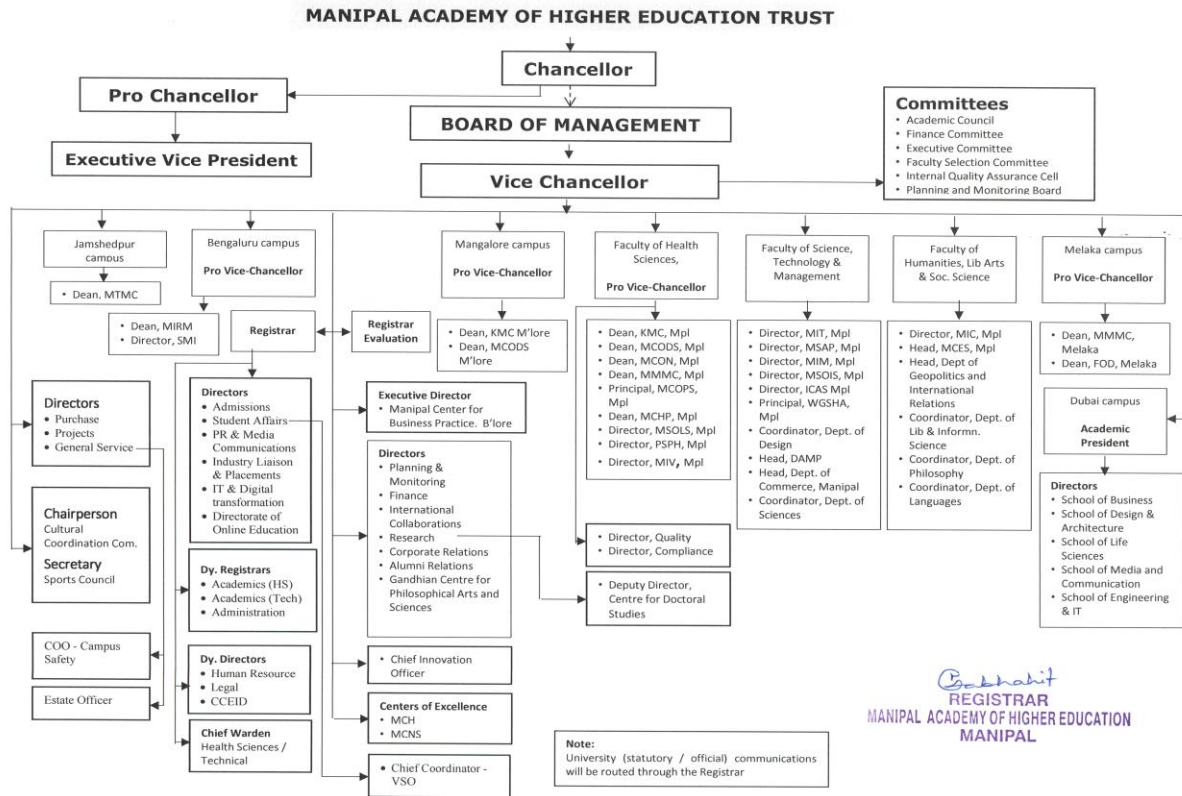 MANIPAL ACADEMY OF HIGHER EDUCATION TRUST
Chancellor
Pro Chancellor
BOARD OF MANAGEMENT
Executive Vice President
Vice Chancellor
Committees
• Academic Council
• Finance Committee
• Executive Committee
• Faculty Selection Committee
• Internal Quality Assurance Cell
• Planning and Monitoring Board
Jamshedpur
campus
• Dean, MTMC
Bengaluru campus
Pro Vice-Chancellor
• Dean, MIRM
• Director, SMI
Mangalore campus
Pro Vice-Chancellor
• Dean, KMC M'lore
• Dean, MCODS
M'lore
Faculty of Health
Sciences,
Pro Vice-Chancellor
• Dean, KMC, Mpl
• Dean, MCODS, Mpl
• Dean, MCON, Mpl
• Dean, MMMC, Mpl
• Principal, MCOPS,
Mpl
• Dean, MCHP, Mpl
• Director, MSOLS, Mpl
• Director, PSPH, Mpl
• Director, MIV, Mpl
• Director, Quality
• Director, Compliance
• Deputy Director,
Centre for Doctoral
Studies
Faculty of Science,
Technology &
Management
• Director, MIT, Mpl
• Director, MSAP, Mpl
• Director, MIM, Mpl
• Director, MSOIS, Mpl
• Director, ICAS Mpl
• Principal, WGSHA,
Mpl
• Coordinator, Dept. of
Design
• Head, DAMP
• Head, Dept. of
Commerce, Manipal
• Coordinator, Dept. of
Sciences
Faculty of
Humanities, Lib Arts
& Soc. Science
• Director, MIC, Mpl
• Head, MCES, Mpl
• Head, Dept of
Geopolitics and
International
Relations
• Coordinator, Dept. of
Lib & Informn.
Science
• Coordinator, Dept. of
Philosophy
• Coordinator, Dept. of
Languages
Melaka campus
Pro Vice-Chancellor
• Dean, MMMC,
Melaka
• Dean, FOD, Melaka
Dubai campus
Academic
President
Directors
• School of Business
• School of Design &
Architecture
• School of Life
Sciences
• School of Media and
Communication
• School of Engineering
& IT
Registrar
Registrar
Evaluation
Directors
• Purchase
• Projects
• General Service
Chairperson
Cultural
Coordination Com.
Secretary
Sports Council
COO - Campus
Safety
Estate Officer
Directors
• Admissions
• Student Affairs
• PR & Media
Communications
• Industry Liaison
& Placements
• IT & Digital
transformation
• Directorate of
Online Education
Dy. Registrars
• Academics (HS)
• Academics (Tech)
• Administration
Dy. Directors
• Human Resource
• Legal
• CCEID
Chief Warden
Health Sciences /
Technical
Executive Director
• Manipal Center for
Business Practice. B'lore
Directors
• Planning &
Monitoring
• Finance
• International
Collaborations
• Research
• Corporate Relations
• Alumni Relations
• Gandhian Centre for
Philosophical Arts and
Sciences
• Chief Innovation
Officer
Centers of Excellence
• MCH
• MCNS
• Chief Coordinator -
VSO
Note:
University (statutory / official) communications
will be routed through the Registrar
REGISTRAR
MANIPAL ACADEMY OF HIGHER EDUCATION
MANIPAL